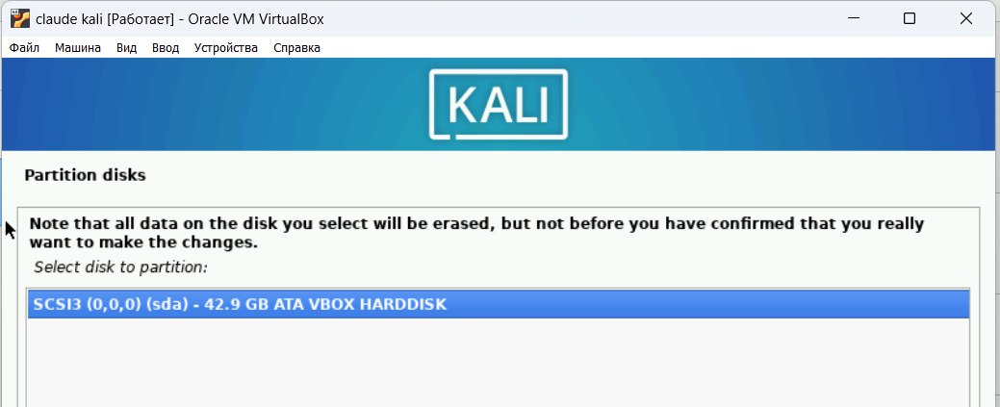 claude kali [Работает] - Oracle VM VirtualBox
Файл Машина Вид Ввод Устройства Справка
KALI
Partition disks
Note that all data on the disk you select will be erased, but not before you have confirmed that you really
want to make the changes.
Select disk to partition:
SCSI3 (0,0,0) (sda) - 42.9 GB ATA VBOX HARDDISK